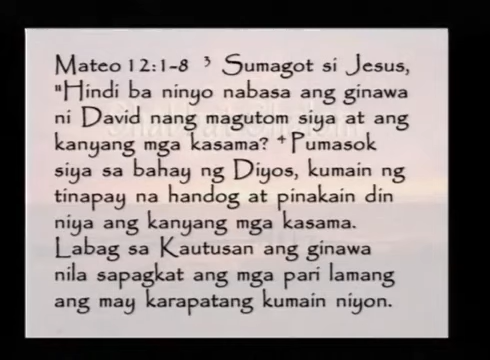 Mateo 12:1-8 ³ Sumagot si Jesus,
"Hindi ba ninyo nabasa ang ginawa
ni David nang magutom siya at ang
kanyang mga kasama? ⁴ Pumasok
siya sa bahay ng Diyos, kumain ng
tinapay na handog at pinakain din
niya ang kanyang mga kasama.
Labag sa Kautusan ang ginawa
nila sapagkat ang mga pari lamang
ang may karapatang kumain niyon.